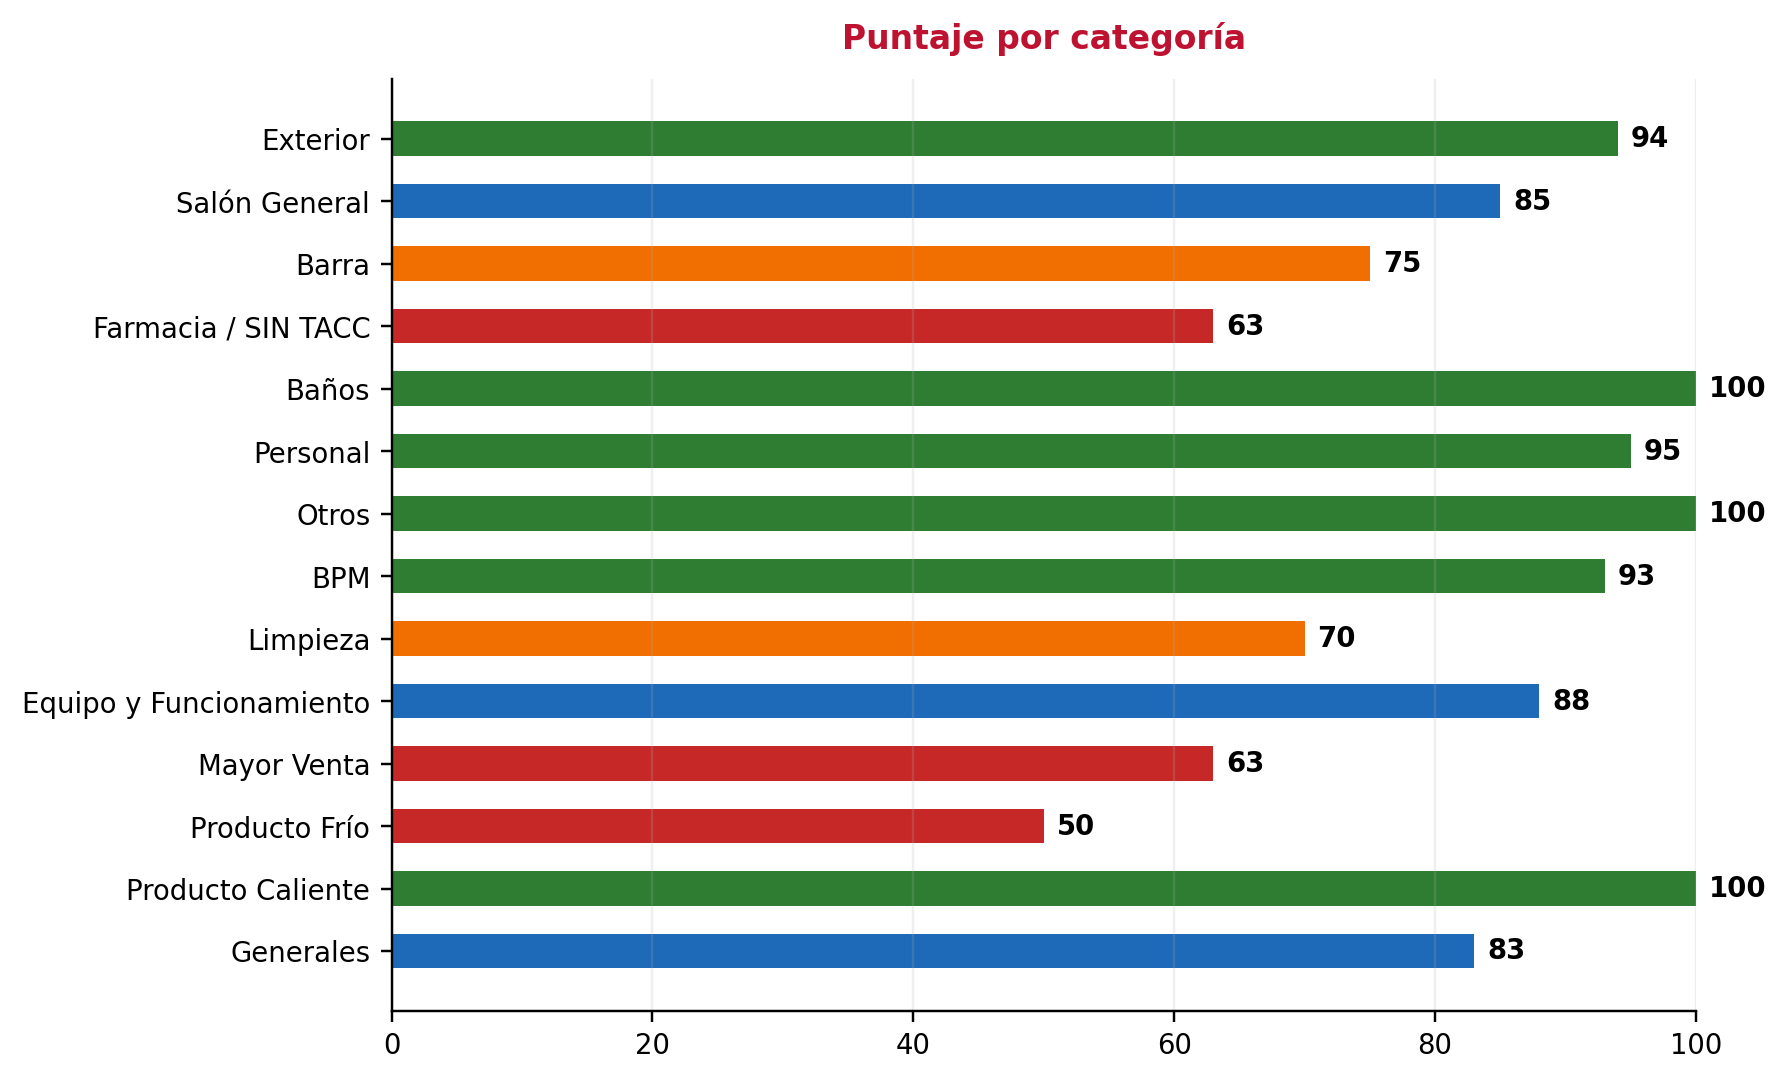 Puntaje por categoría
Exterior 94
Salón General 85
Barra 75
Farmacia / SIN TACC 63
Baños 100
Personal 95
Otros 100
BPM 93
Limpieza 70
Equipo y Funcionamiento 88
Mayor Venta 63
Producto Frío 50
Producto Caliente 100
Generales 83
0 20 40 60 80 100